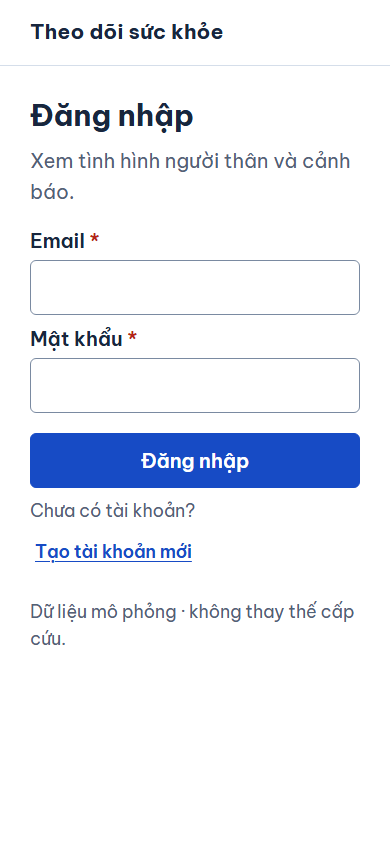 Theo dõi sức khỏe
Đăng nhập
Xem tình hình người thân và cảnh
báo.
Email *
Mật khẩu *
Đăng nhập
Chưa có tài khoản?
Tạo tài khoản mới
Dữ liệu mô phỏng · không thay thế cấp
cứu.